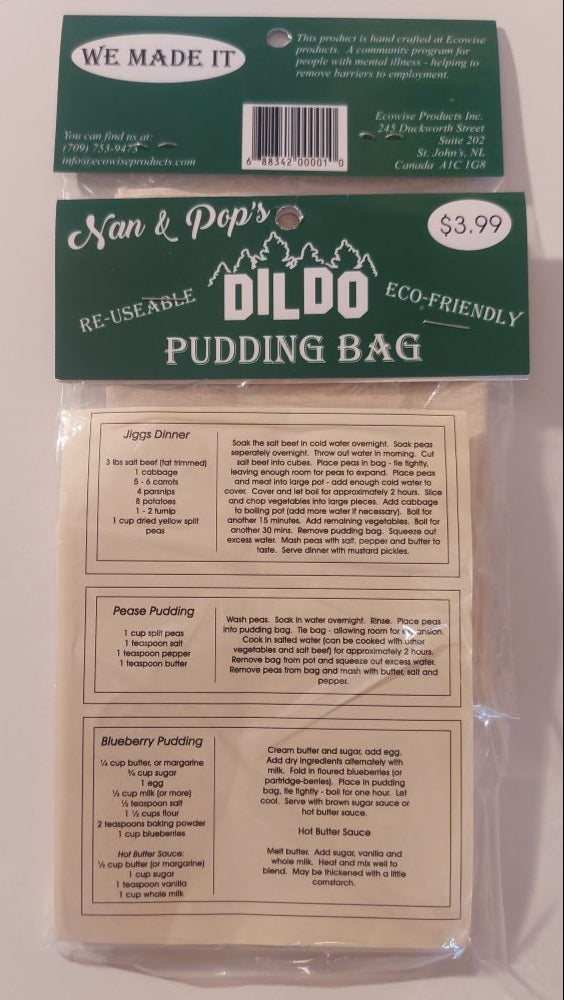 WE MADE IT
This product is hand crafted at Ecowise
products. A community program for
people with mental illness - helping to
remove barriers to employment.
You can find us at:
(709) 753-9475
info@ecowiseproducts.com
6 88342 00001 0
Ecowise Products Inc.
245 Duckworth Street
Suite 202
St. John's, NL
Canada A1C 1G8
Nan & Pop's
$3.99
RE-USEABLE
DILDO
ECO-FRIENDLY
PUDDING BAG
Jiggs Dinner
3 lbs salt beef (fat trimmed)
1 cabbage
5 - 6 carrots
4 parsnips
8 potatoes
1 - 2 turnip
1 cup dried yellow split
peas
Soak the salt beef in cold water overnight. Soak peas
seperately overnight. Throw out water in morning. Cut
salt beef into cubes. Place peas in bag - tie tightly,
leaving enough room for peas to expand. Place peas
and meat into large pot - add enough cold water to
cover. Cover and let boil for approximately 2 hours. Slice
and chop vegetables into large pieces. Add cabbage
to boiling pot (add more water if necessary). Boil for
another 15 minutes. Add remaining vegetables. Boil for
another 30 mins. Remove pudding bag. Squeeze out
excess water. Mash peas with salt, pepper and butter to
taste. Serve dinner with mustard pickles.
Pease Pudding
1 cup split peas
1 teaspoon salt
1 teaspoon pepper
1 teaspoon butter
Wash peas. Soak in water overnight. Rinse. Place peas
into pudding bag. Tie bag - allowing room for expansion.
Cook in salted water (can be cooked with other
vegetables and salt beef) for approximately 2 hours.
Remove bag from pot and squeeze out excess water.
Remove peas from bag and mash with butter, salt and
pepper.
Blueberry Pudding
¼ cup butter, or margarine
¾ cup sugar
1 egg
½ cup milk (or more)
½ teaspoon salt
1 ½ cups flour
2 teaspoons baking powder
1 cup blueberries
Hot Butter Sauce:
½ cup butter (or margarine)
1 cup sugar
1 teaspoon vanilla
1 cup whole milk
Cream butter and sugar, add egg.
Add dry ingredients alternately with
milk. Fold in floured blueberries (or
partridge-berries). Place in pudding
bag, tie tightly - boil for one hour. Let
cool. Serve with brown sugar sauce or
hot butter sauce.
Hot Butter Sauce
Melt butter. Add sugar, vanilla and
whole milk. Heat and mix well to
blend. May be thickened with a little
cornstarch.